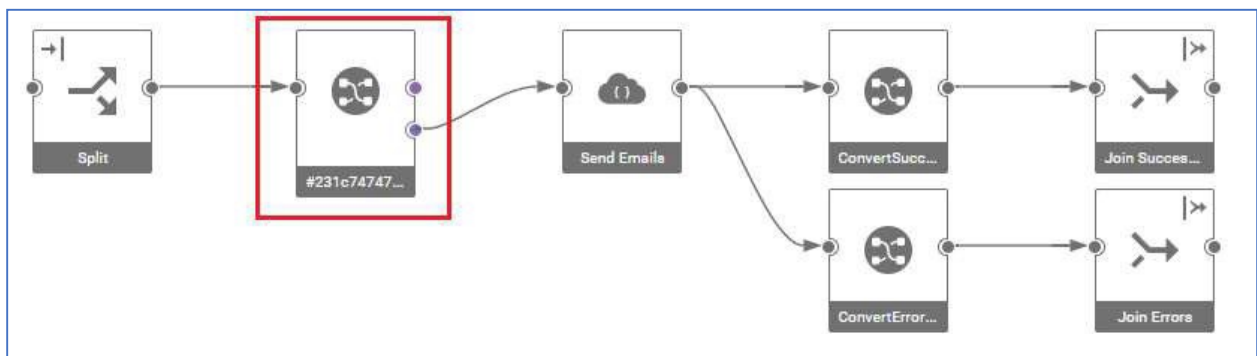 Split
#231c74747...
Send Emails
{ }
ConvertSucc...
Join Succes...
ConvertError...
Join Errors